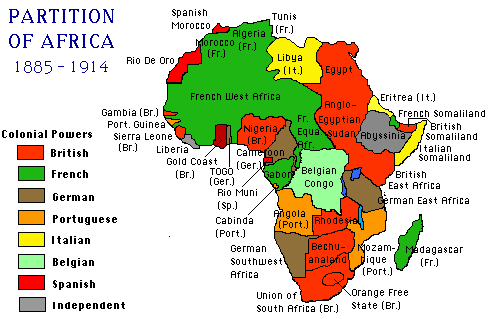 PARTITION
OF AFRICA
1885 - 1914
Spanish
Morocco
Morocco
(Fr.)
Algeria
(Fr.)
Tunis
(Fr.)
Libya
(It.)
Egypt
Rio De Oro
French West Africa
Fr.
Equa.
Afr.
Anglo-
Egyptian
Sudan
Eritrea (It.)
French Somaliland
British
Somaliland
Italian
Somaliland
Abyssinia
Gambia (Br.)
Port. Guinea
Sierra Leone
(Br.)
Liberia
Gold Coast
(Br.)
TOGO
(Ger.)
Nigeria
(Br.)
Cameroon
(Ger.)
Rio Muni
(Sp.)
Gabon
Cabinda
(Port.)
Belgian
Congo
British
East Africa
German East Africa
Angola
(Port.)
Rhodesia
German
Southwest
Africa
Bechu-
analand
Mozam-
bique
(Port.)
Madagascar
(Fr.)
Union of
South Africa (Br.)
Orange Free
State (Br.)
Colonial Powers
British
French
German
Portuguese
Italian
Belgian
Spanish
Independent